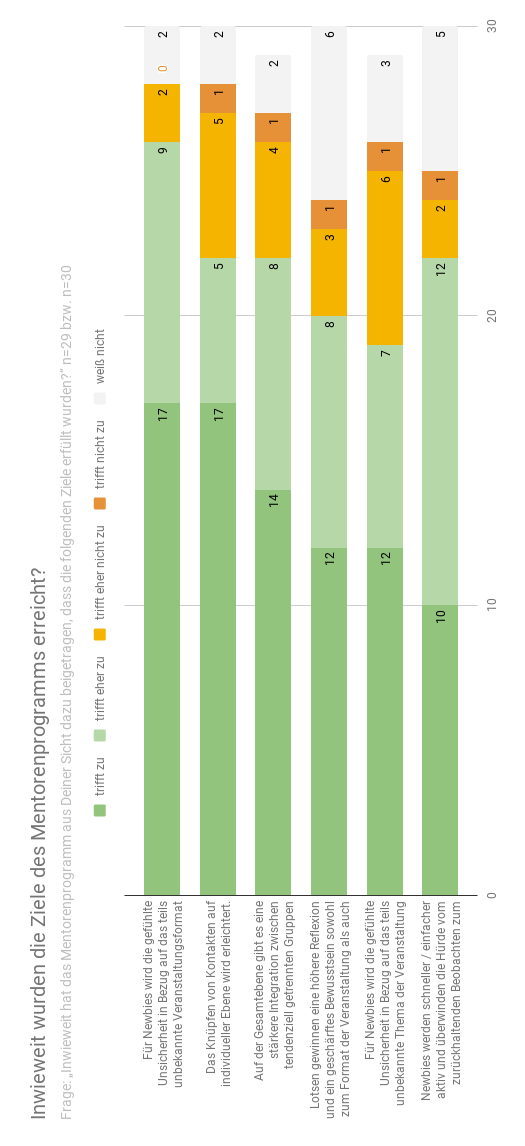 Inwieweit wurden die Ziele des Mentorenprogramms erreicht?
Frage: „Inwieweit hat das Mentorenprogramm aus Deiner Sicht dazu beigetragen, dass die folgenden Ziele erfüllt wurden?" n=29 bzw. n=30
trifft zu
trifft eher zu
trifft eher nicht zu
trifft nicht zu
weiß nicht
Für Newbies wird die gefühlte
Unsicherheit in Bezug auf das teils
unbekannte Veranstaltungsformat
17
9
2
0
2
Das Knüpfen von Kontakten auf
individueller Ebene wird erleichtert.
17
5
5
1
2
Auf der Gesamtebene gibt es eine
stärkere Integration zwischen
tendenziell getrennten Gruppen
14
8
4
1
2
Lotsen gewinnen eine höhere Reflexion
und ein geschärftes Bewusstsein sowohl
zum Format der Veranstaltung als auch
12
8
3
1
6
Für Newbies wird die gefühlte
Unsicherheit in Bezug auf das teils
unbekannte Thema der Veranstaltung
12
7
6
1
3
Newbies werden schneller / einfacher
aktiv und überwinden die Hürde vom
zurückhaltenden Beobachten zum
10
12
2
1
5
0
10
20
30